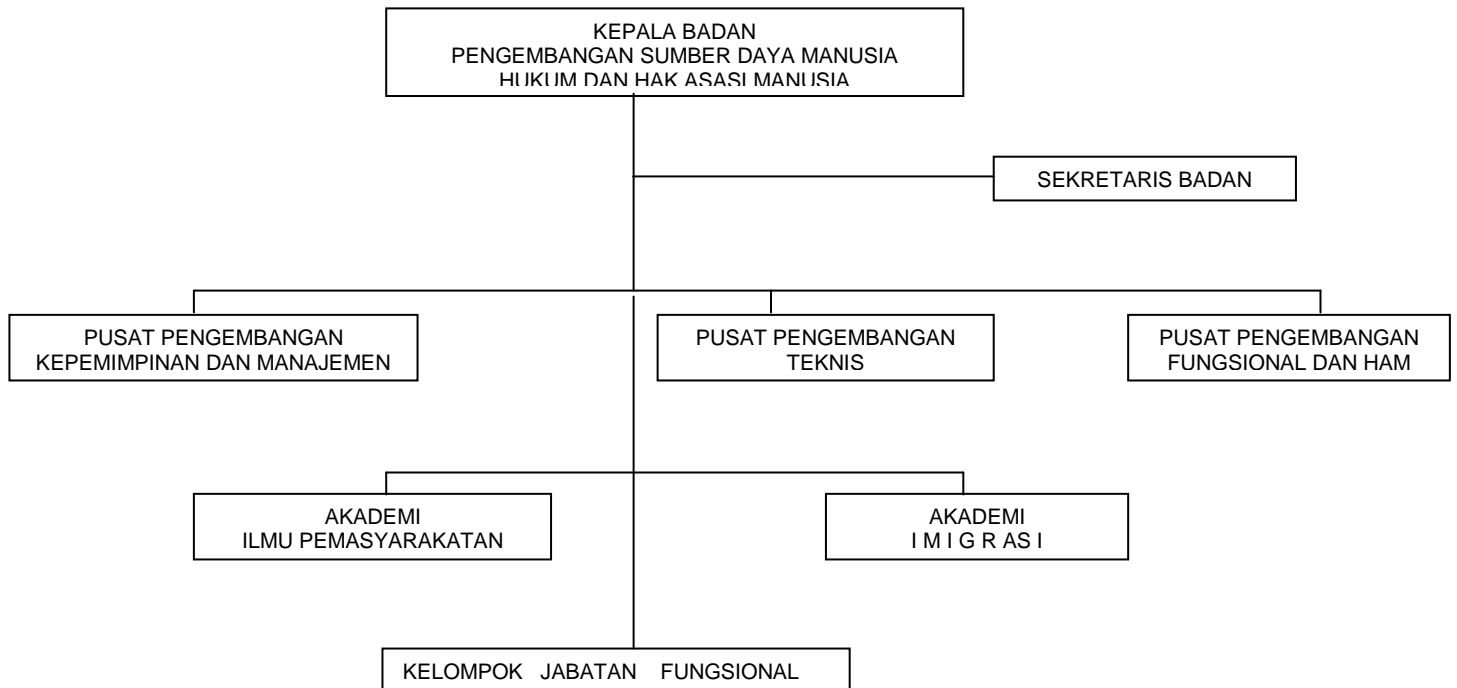 KEPALA BADAN
PENGEMBANGAN SUMBER DAYA MANUSIA
HUKUM DAN HAK ASASI MANUSIA
SEKRETARIS BADAN
PUSAT PENGEMBANGAN
KEPEMIMPINAN DAN MANAJEMEN
PUSAT PENGEMBANGAN
TEKNIS
PUSAT PENGEMBANGAN
FUNGSIONAL DAN HAM
AKADEMI
ILMU PEMASYARAKATAN
AKADEMI
I M I G R AS I
KELOMPOK JABATAN FUNGSIONAL